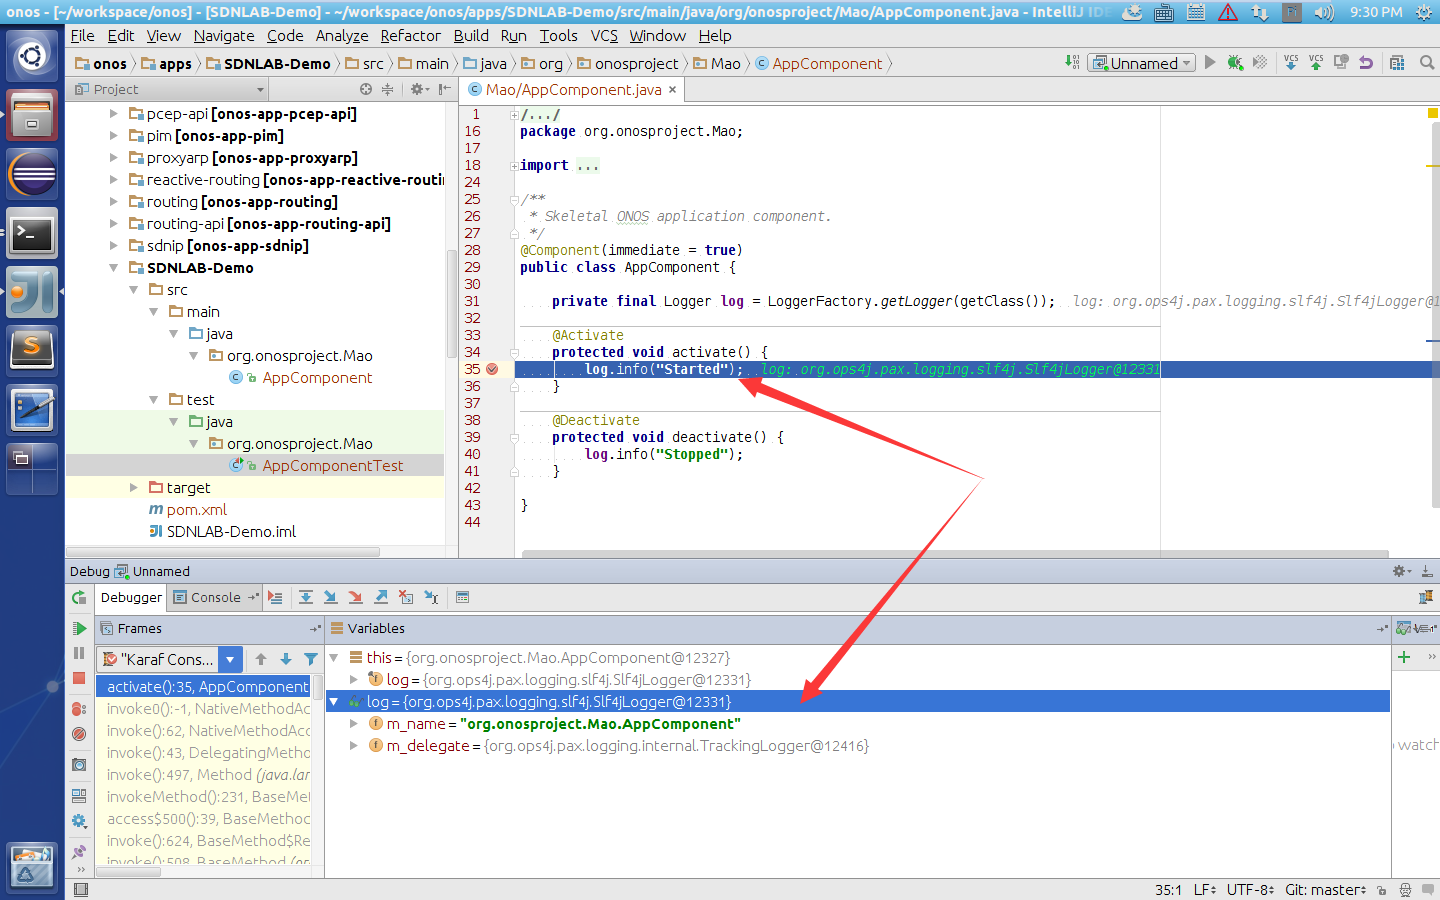 onos - [~/workspace/onos] - [SDNLAB-Demo] - ~/workspace/onos/apps/SDNLAB-Demo/src/main/java/org/onosproject/Mao/AppComponent.java - IntelliJ IDE
Fi
9:30 PM
File Edit View Navigate Code Analyze Refactor Build Run Tools VCS Window Help
onos apps SDNLAB-Demo src main java org onosproject Mao AppComponent
Unnamed
VCS VCS
Project
Mao/AppComponent.java
pcep-api [onos-app-pcep-api]
pim [onos-app-pim]
proxyarp [onos-app-proxyarp]
reactive-routing [onos-app-reactive-routi
routing [onos-app-routing]
routing-api [onos-app-routing-api]
sdnip [onos-app-sdnip]
SDNLAB-Demo
src
main
java
org.onosproject.Mao
AppComponent
test
java
org.onosproject.Mao
AppComponentTest
target
pom.xml
SDNLAB-Demo.iml
1 /.../
16 package org.onosproject.Mao;
17
18 import ...
24
25 /**
26 * Skeletal ONOS application component.
27 */
28 @Component(immediate = true)
29 public class AppComponent {
30
31 private final Logger log = LoggerFactory.getLogger(getClass()); log: org.ops4j.pax.logging.slf4j.Slf4jLogger@1
32
33 @Activate
34 protected void activate() {
35 log.info("Started"); log: org.ops4j.pax.logging.slf4j.Slf4jLogger@12331
36 }
37
38 @Deactivate
39 protected void deactivate() {
40 log.info("Stopped");
41 }
42
43 }
44
Debug Unnamed
Debugger Console
Frames
Variables
"Karaf Cons...
activate():35, AppComponent
invoke0():-1, NativeMethodAcc
invoke():62, NativeMethodAcco
invoke():43, DelegatingMetho
invoke():497, Method (java.lan
invokeMethod():231, BaseMet
access$500():39, BaseMethod
invoke():624, BaseMethod$Re
invoke():508, BaseMethod (or
this = {org.onosproject.Mao.AppComponent@12327}
log = {org.ops4j.pax.logging.slf4j.Slf4jLogger@12331}
log = {org.ops4j.pax.logging.slf4j.Slf4jLogger@12331}
m_name = "org.onosproject.Mao.AppComponent"
m_delegate = {org.ops4j.pax.logging.internal.TrackingLogger@12416}
watch
35:1 LF UTF-8 Git: master